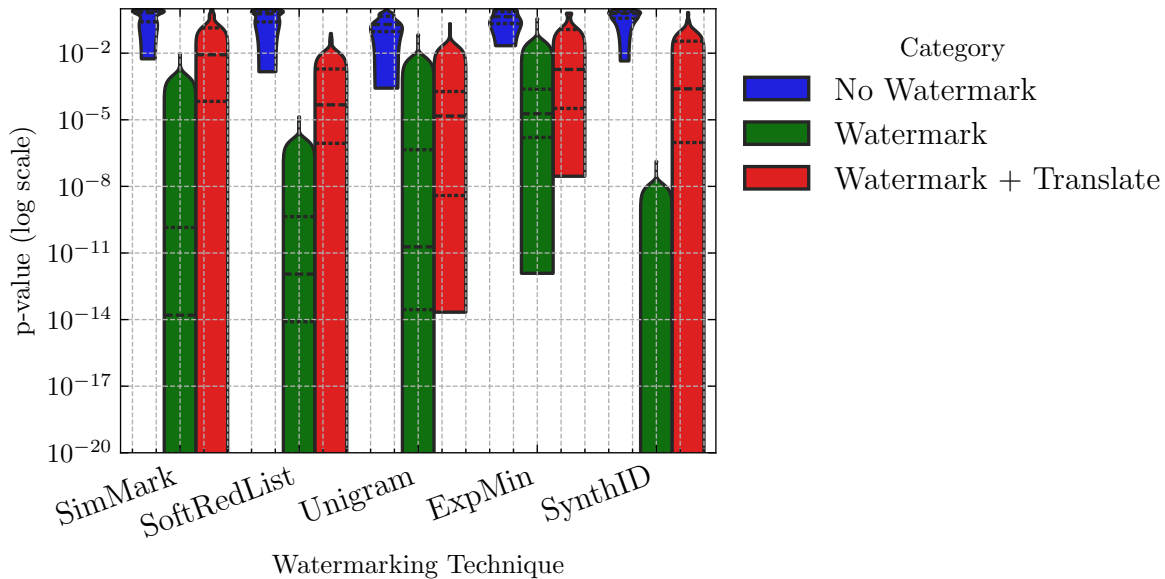 p-value (log scale)
10⁻²
10⁻⁵
10⁻⁸
10⁻¹¹
10⁻¹⁴
10⁻¹⁷
10⁻²⁰
SimMark
SoftRedList
Unigram
ExpMin
SynthID
Watermarking Technique
Category
No Watermark
Watermark
Watermark + Translate